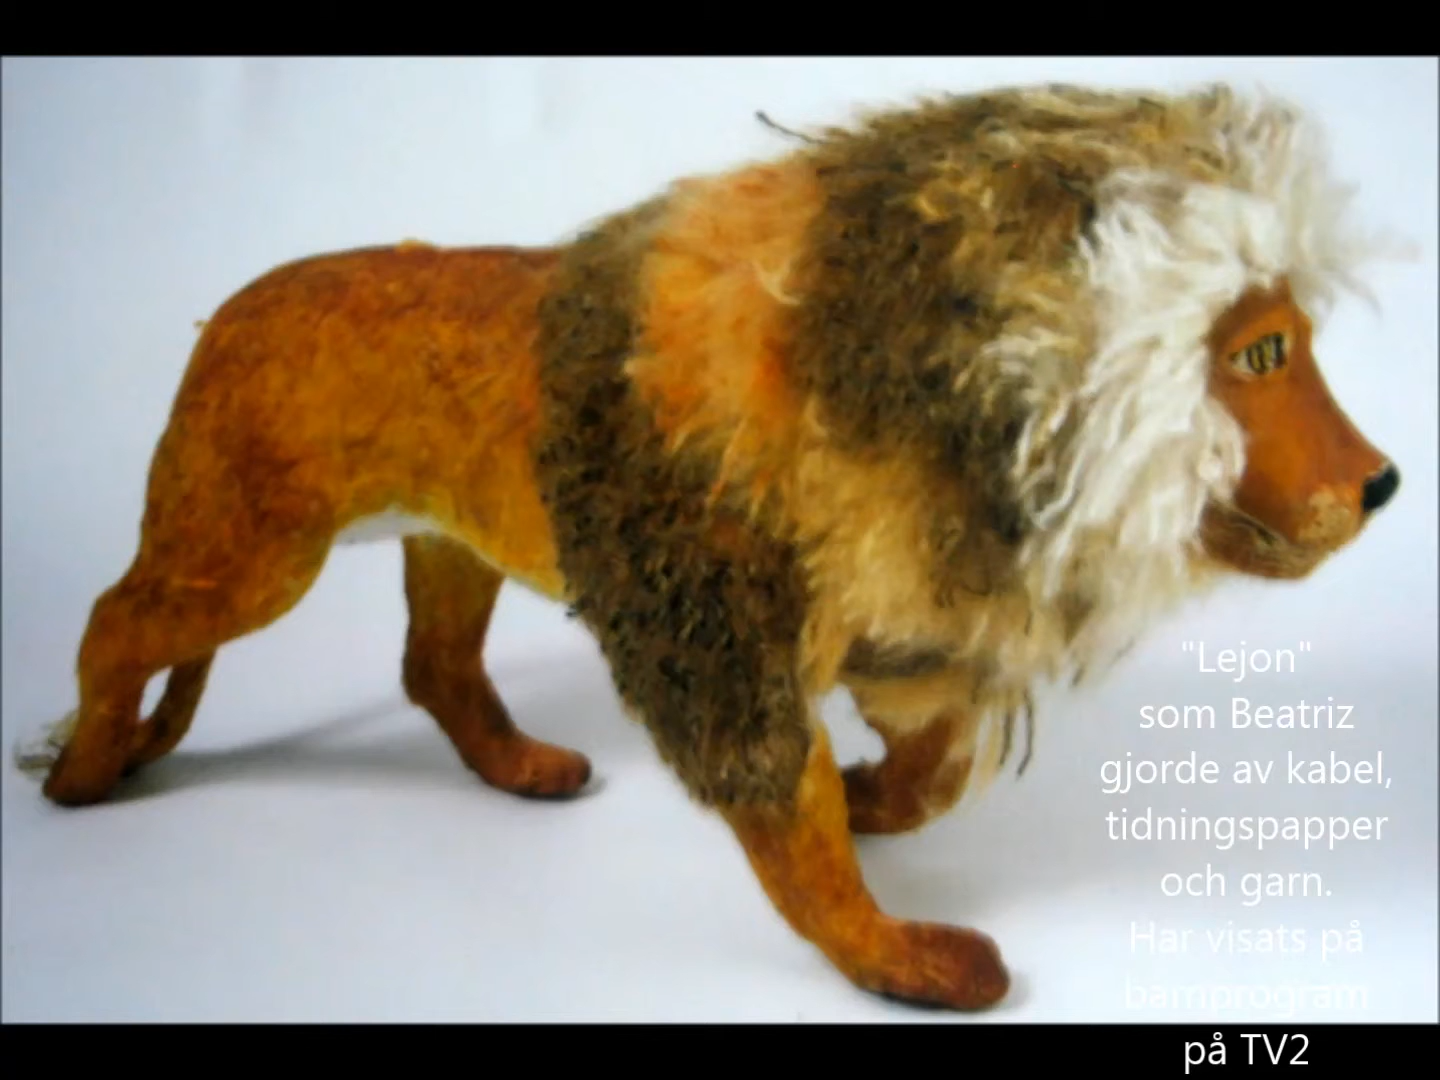 "Lejon"
som Beatriz
gjorde av kabel,
tidningspapper
och garn.
Har visats på
barnprogram
på TV2